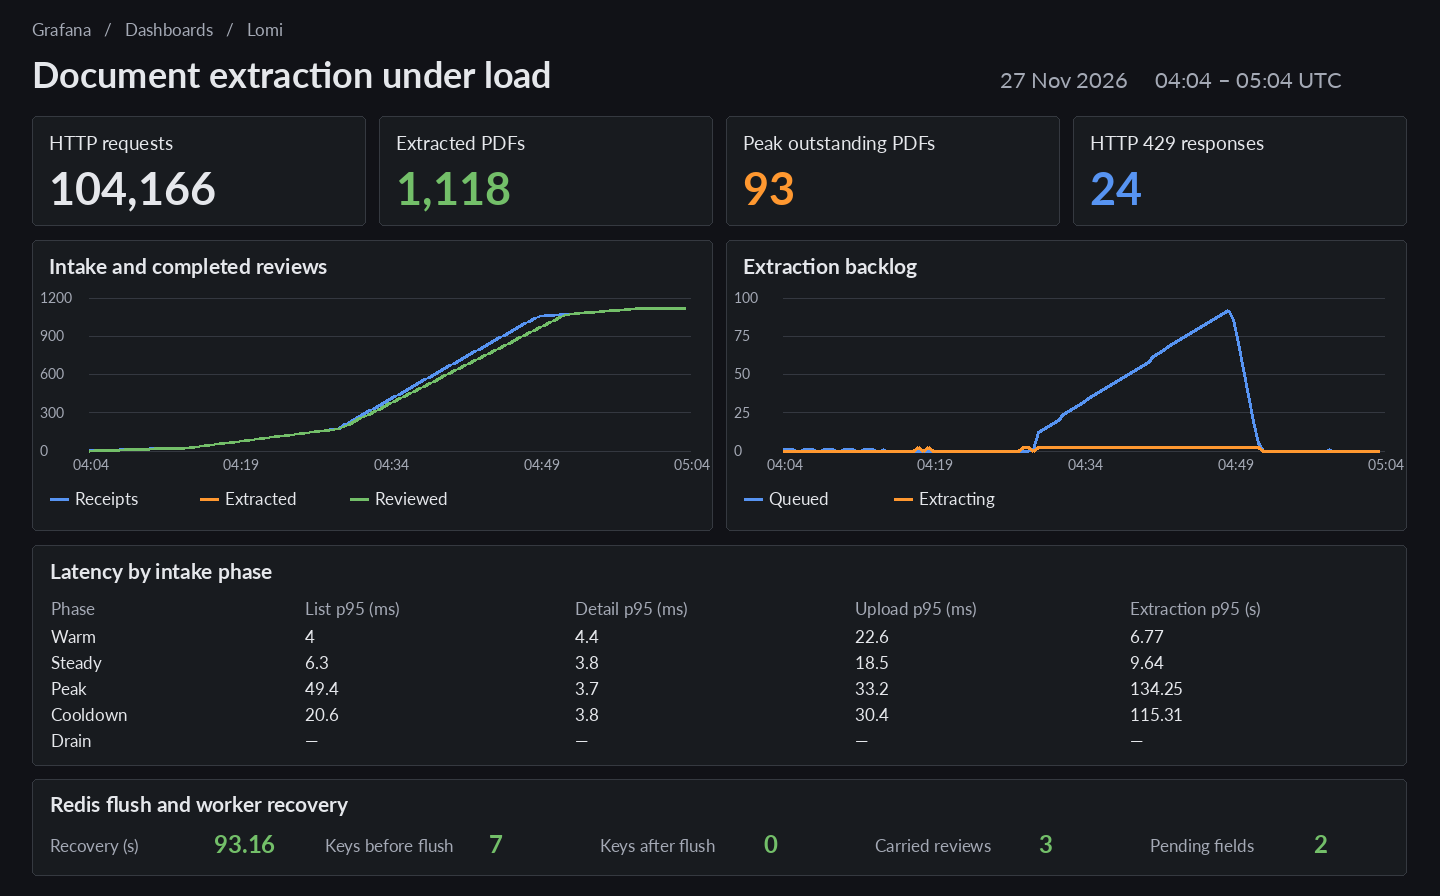 Grafana / Dashboards / Lomi
Document extraction under load
27 Nov 2026 04:04 – 05:04 UTC
HTTP requests
104,166
Extracted PDFs
1,118
Peak outstanding PDFs
93
HTTP 429 responses
24
Intake and completed reviews
1200
900
600
300
0
04:04 04:19 04:34 04:49 05:04
Receipts Extracted Reviewed
Extraction backlog
100
75
50
25
0
04:04 04:19 04:34 04:49 05:04
Queued Extracting
Latency by intake phase
Phase List p95 (ms) Detail p95 (ms) Upload p95 (ms) Extraction p95 (s)
Warm 4 4.4 22.6 6.77
Steady 6.3 3.8 18.5 9.64
Peak 49.4 3.7 33.2 134.25
Cooldown 20.6 3.8 30.4 115.31
Drain — — — —
Redis flush and worker recovery
Recovery (s) 93.16 Keys before flush 7 Keys after flush 0 Carried reviews 3 Pending fields 2